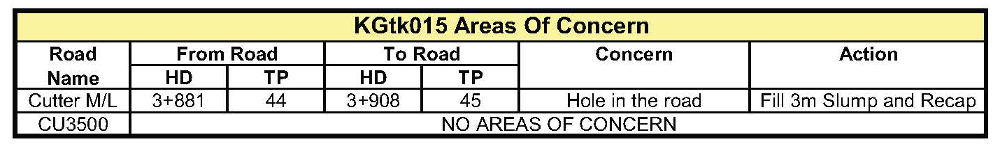 KGtk015 Areas Of Concern
Road Name From Road To Road Concern Action
HD TP HD TP
Cutter M/L 3+881 44 3+908 45 Hole in the road Fill 3m Slump and Recap
CU3500 NO AREAS OF CONCERN